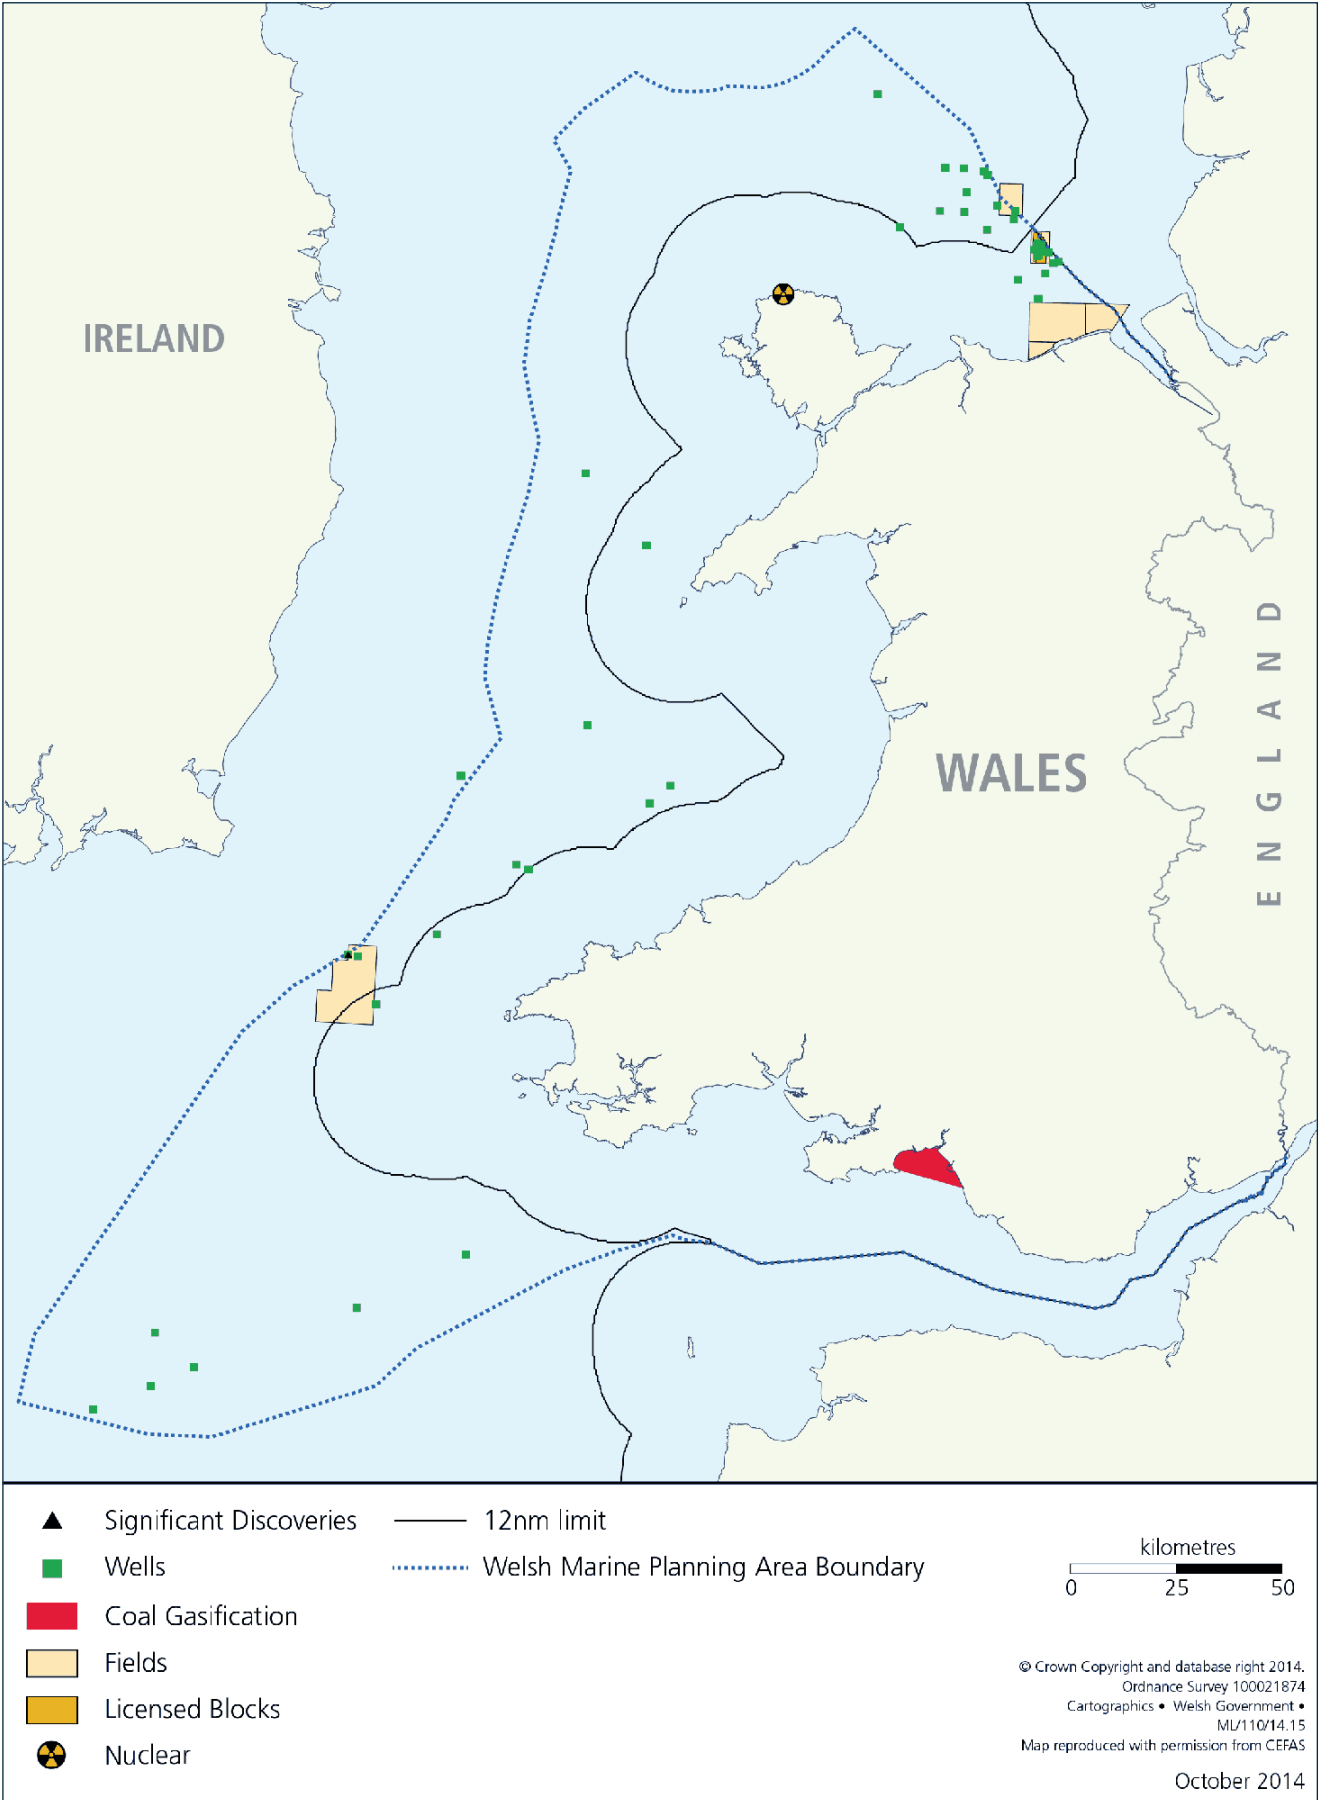 IRELAND
WALES
ENGLAND
Significant Discoveries
12nm limit
Wells
Welsh Marine Planning Area Boundary
Coal Gasification
Fields
Licensed Blocks
Nuclear
kilometres
0 25 50
© Crown Copyright and database right 2014.
Ordnance Survey 100021874
Cartographics • Welsh Government •
ML/110/14.15
Map reproduced with permission from CEFAS
October 2014